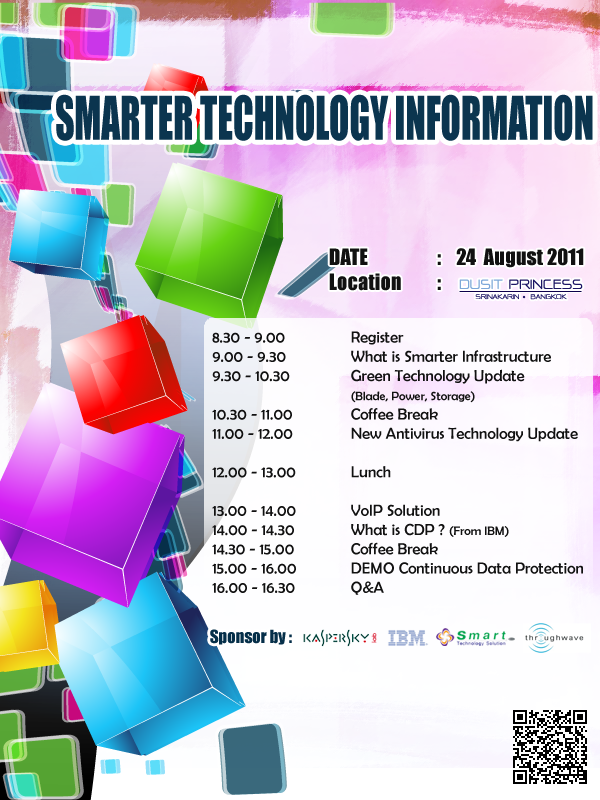 SMARTER TECHNOLOGY INFORMATION
DATE : 24 August 2011
Location : DUSIT PRINCESS
SRINAKARIN • BANGKOK
8.30 - 9.00 Register
9.00 - 9.30 What is Smarter Infrastructure
9.30 - 10.30 Green Technology Update
(Blade, Power, Storage)
10.30 - 11.00 Coffee Break
11.00 - 12.00 New Antivirus Technology Update
12.00 - 13.00 Lunch
13.00 - 14.00 VoIP Solution
14.00 - 14.30 What is CDP ? (From IBM)
14.30 - 15.00 Coffee Break
15.00 - 16.00 DEMO Continuous Data Protection
16.00 - 16.30 Q&A
Sponsor by : KASPERSKY IBM Smart throughwave
Technology Solution